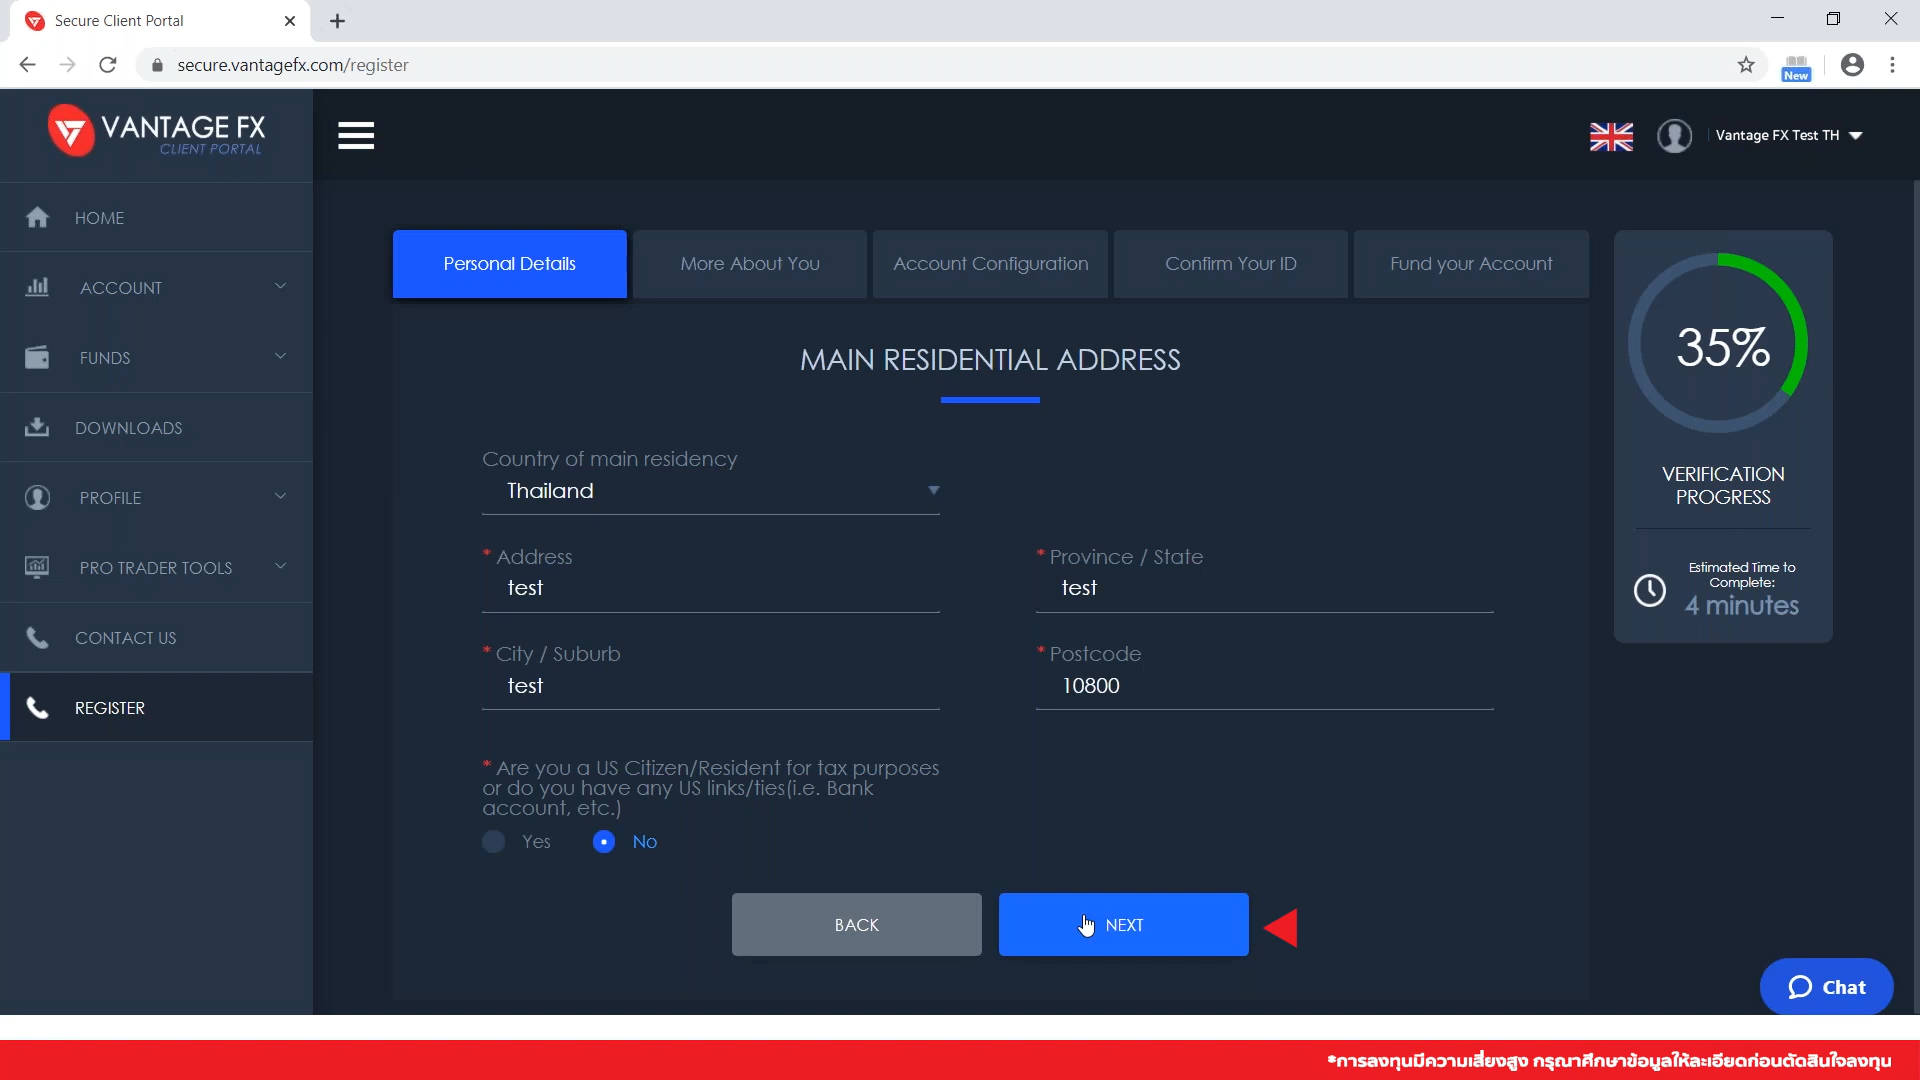 Secure Client Portal
secure.vantagefx.com/register
New
VANTAGE FX
CLIENT PORTAL
Vantage FX Test TH
HOME
ACCOUNT
FUNDS
DOWNLOADS
PROFILE
PRO TRADER TOOLS
CONTACT US
REGISTER
Personal Details
More About You
Account Configuration
Confirm Your ID
Fund your Account
MAIN RESIDENTIAL ADDRESS
Country of main residency
Thailand
* Address
test
* Province / State
test
* City / Suburb
test
* Postcode
10800
* Are you a US Citizen/Resident for tax purposes
or do you have any US links/ties(i.e. Bank
account, etc.)
Yes
No
BACK
NEXT
35%
VERIFICATION
PROGRESS
Estimated Time to
Complete:
4 minutes
Chat
*การลงทุนมีความเสี่ยงสูง กรุณาศึกษาข้อมูลให้ละเอียดก่อนตัดสินใจลงทุน